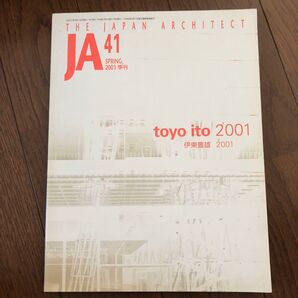 THE JAPAN ARCHITECT
JA 41
SPRING,
2001 季刊
toyo ito 2001
伊東豊雄 2001